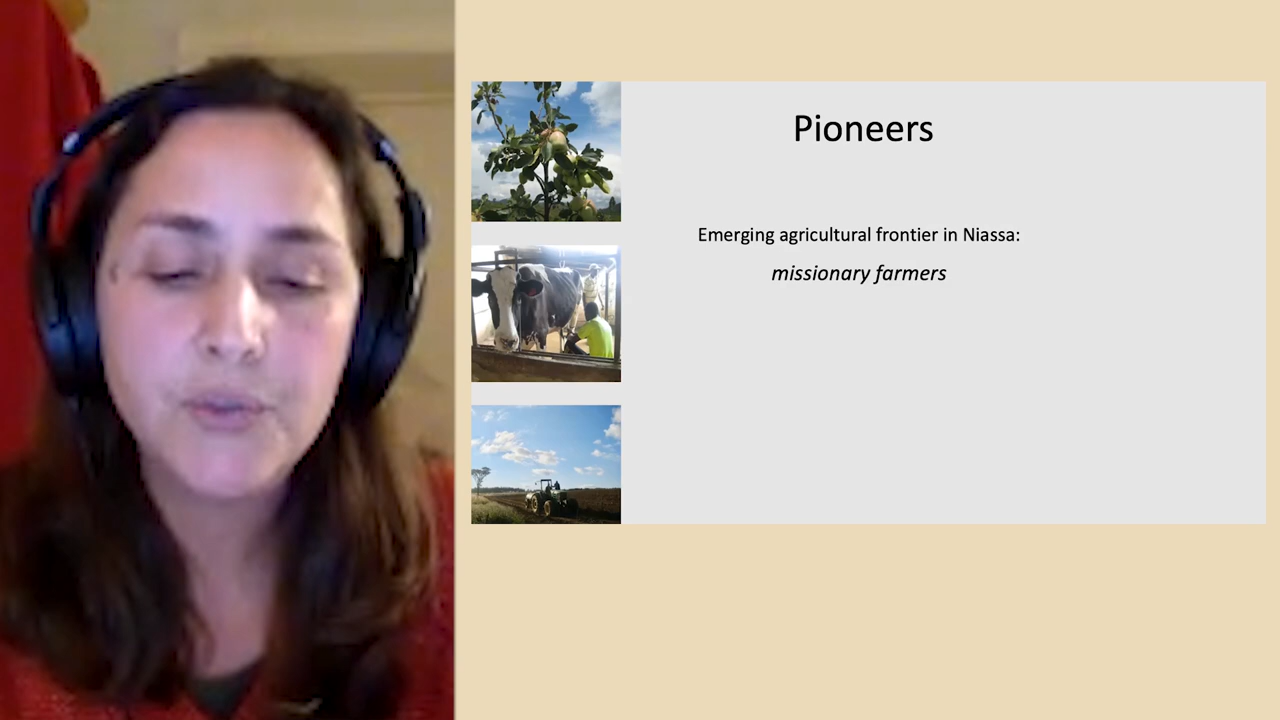 Pioneers
Emerging agricultural frontier in Niassa:
missionary farmers